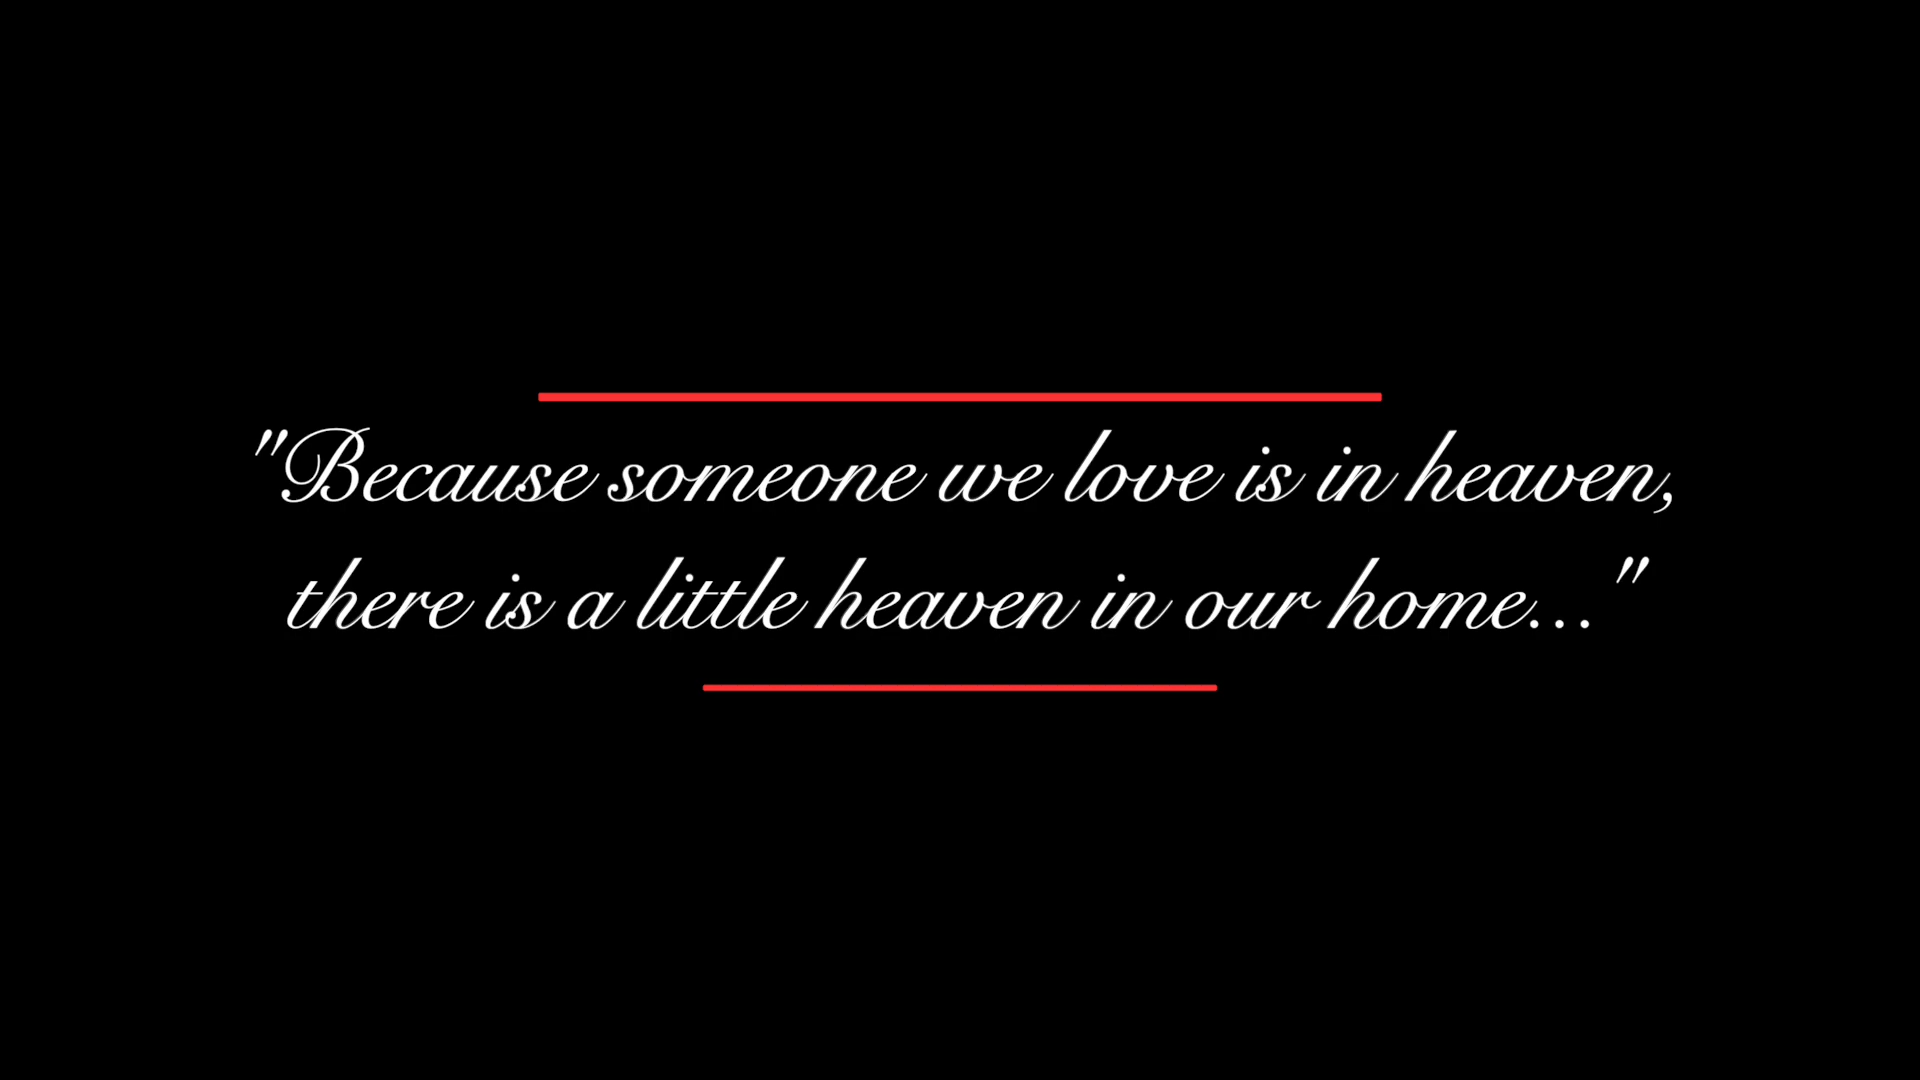 "Because someone we love is in heaven,
there is a little heaven in our home..."